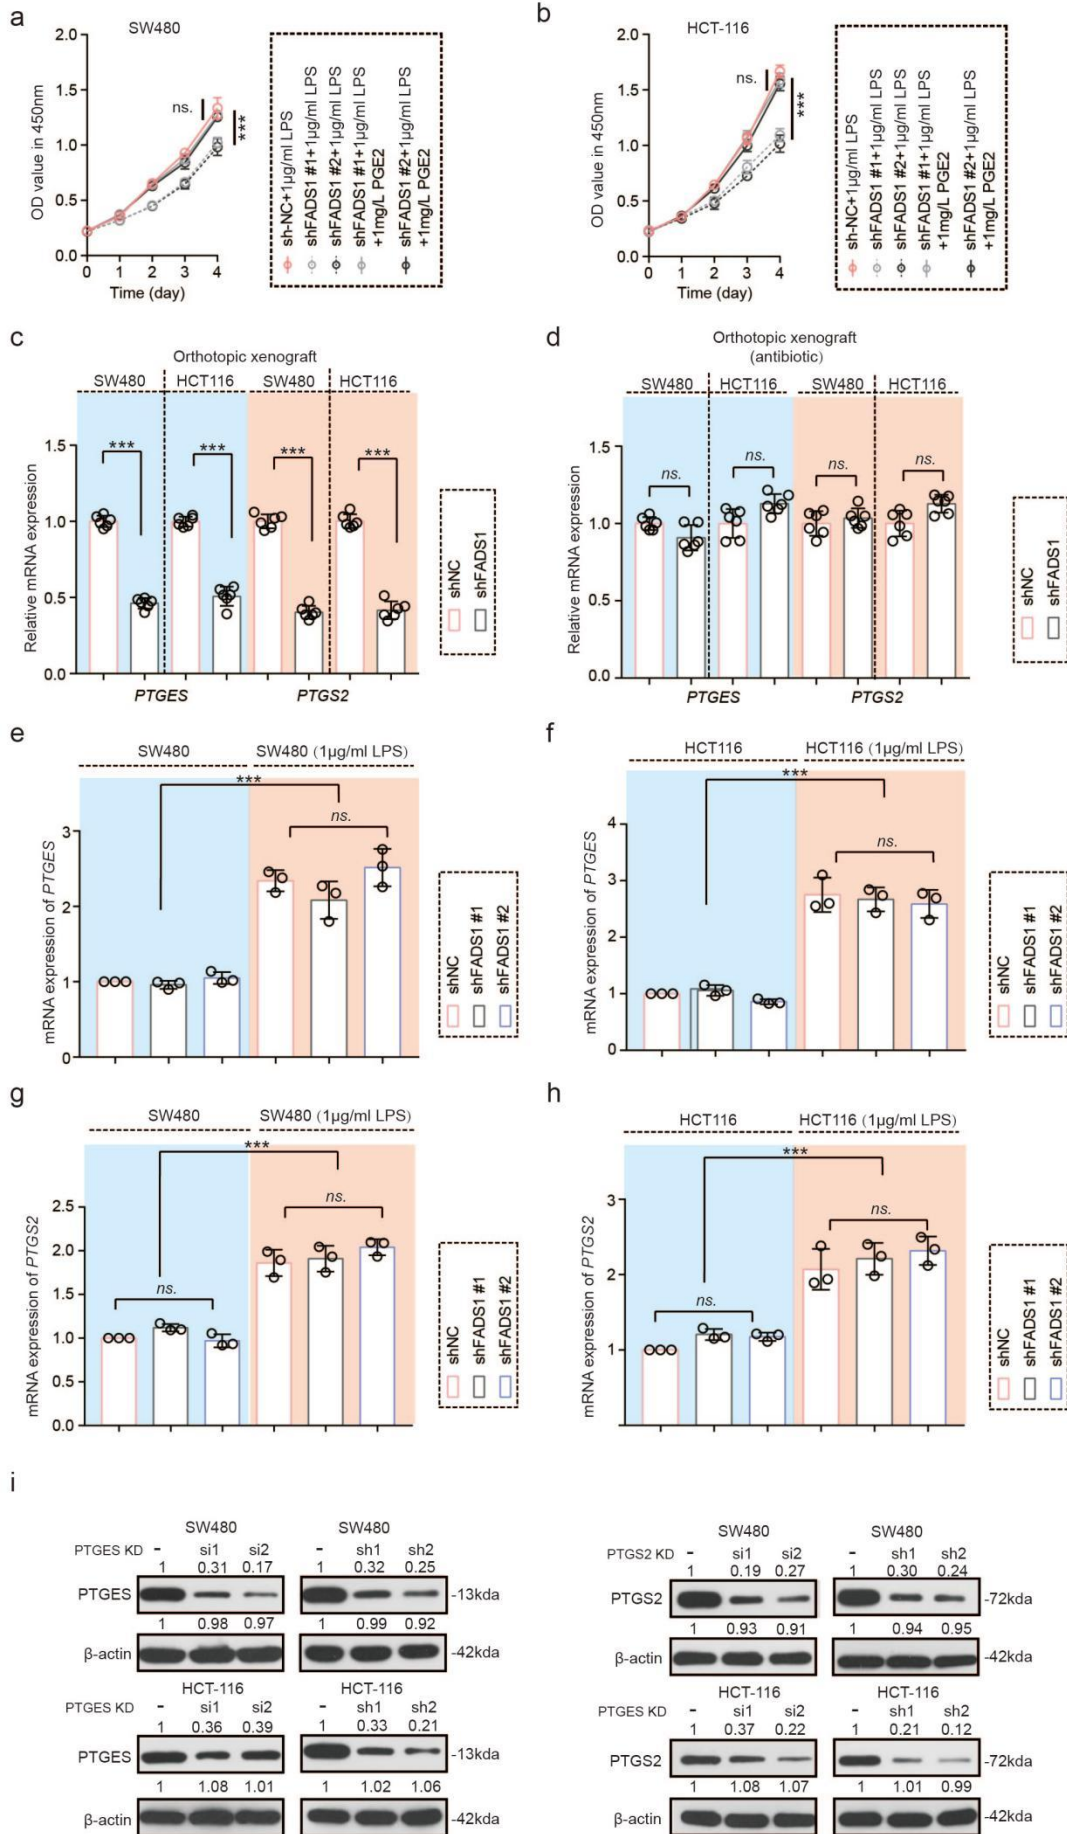 a
SW480
OD value in 450nm
2.0
1.5
1.0
0.5
0.0
0 1 2 3 4
Time (day)
ns.
***
sh-NC+1μg/ml LPS
shFADS1 #1+1μg/ml LPS
shFADS1 #2+1μg/ml LPS
shFADS1 #1+1μg/ml LPS
+1mg/L PGE2
shFADS1 #2+1μg/ml LPS
+1mg/L PGE2
b
HCT-116
OD value in 450nm
2.0
1.5
1.0
0.5
0.0
0 1 2 3 4
Time (day)
ns.
***
sh-NC+1μg/ml LPS
shFADS1 #1+1μg/ml LPS
shFADS1 #2+1μg/ml LPS
shFADS1 #1+1μg/ml LPS
+1mg/L PGE2
shFADS1 #2+1μg/ml LPS
+1mg/L PGE2
c
Orthotopic xenograft
SW480 HCT116 SW480 HCT116
Relative mRNA expression
1.5
1.0
0.5
0.0
*** *** *** ***
PTGES PTGS2
shNC
shFADS1
d
Orthotopic xenograft
(antibiotic)
SW480 HCT116 SW480 HCT116
Relative mRNA expression
1.5
1.0
0.5
0.0
ns. ns. ns. ns.
PTGES PTGS2
shNC
shFADS1
e
SW480 SW480 (1μg/ml LPS)
mRNA expression of PTGES
3
2
1
0
***
ns.
shNC
shFADS1 #1
shFADS1 #2
f
HCT116 HCT116 (1μg/ml LPS)
mRNA expression of PTGES
4
3
2
1
0
***
ns.
shNC
shFADS1 #1
shFADS1 #2
g
SW480 SW480 (1μg/ml LPS)
mRNA expression of PTGS2
2.5
2.0
1.5
1.0
0.5
0.0
***
ns.
ns.
shNC
shFADS1 #1
shFADS1 #2
h
HCT116 HCT116 (1μg/ml LPS)
mRNA expression of PTGS2
3
2
1
***
ns.
ns.
shNC
shFADS1 #1
shFADS1 #2
i
SW480 SW480
PTGES KD - si1 si2 - sh1 sh2
1 0.31 0.17 1 0.32 0.25
PTGES -13kda
1 0.98 0.97 1 0.99 0.92
β-actin -42kda
HCT-116 HCT-116
PTGES KD - si1 si2 - sh1 sh2
1 0.36 0.39 1 0.33 0.21
PTGES -13kda
1 1.08 1.01 1 1.02 1.06
β-actin -42kda
SW480 SW480
PTGS2 KD - si1 si2 - sh1 sh2
1 0.19 0.27 1 0.30 0.24
PTGS2 -72kda
1 0.93 0.91 1 0.94 0.95
β-actin -42kda
HCT-116 HCT-116
PTGES KD - si1 si2 - sh1 sh2
1 0.37 0.22 1 0.21 0.12
PTGS2 -72kda
1 1.08 1.07 1 1.01 0.99
β-actin -42kda